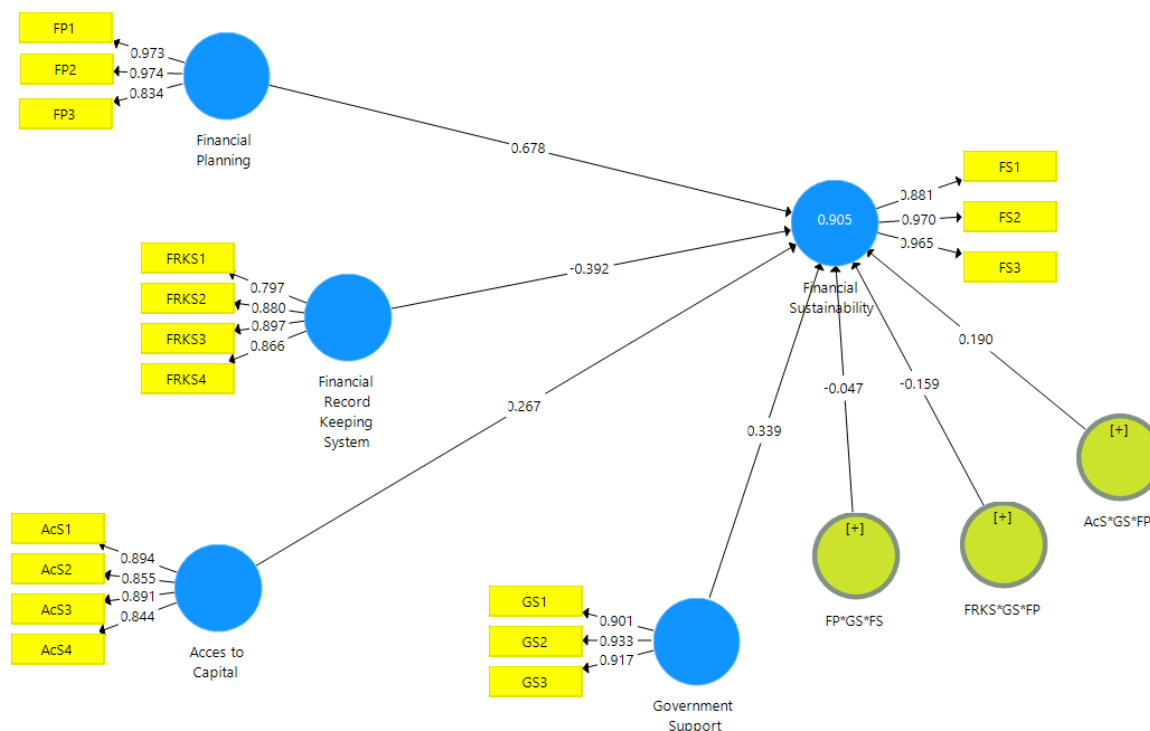 FP1
0.973
FP2
0.974
FP3
0.834
Financial
Planning
0.678
FS1
0.881
0.905
FS2
0.970
FS3
0.965
Financial
Sustainability
FRKS1
0.797
FRKS2
0.880
FRKS3
0.897
FRKS4
0.866
Financial
Record
Keeping
System
-0.392
0.267
0.339
-0.047
-0.159
0.190
AcS1
0.894
AcS2
0.855
AcS3
0.891
AcS4
0.844
Acces to
Capital
GS1
0.901
GS2
0.933
GS3
0.917
Government
Support
[+]
FP*GS*FS
[+]
FRKS*GS*FP
[+]
AcS*GS*FP